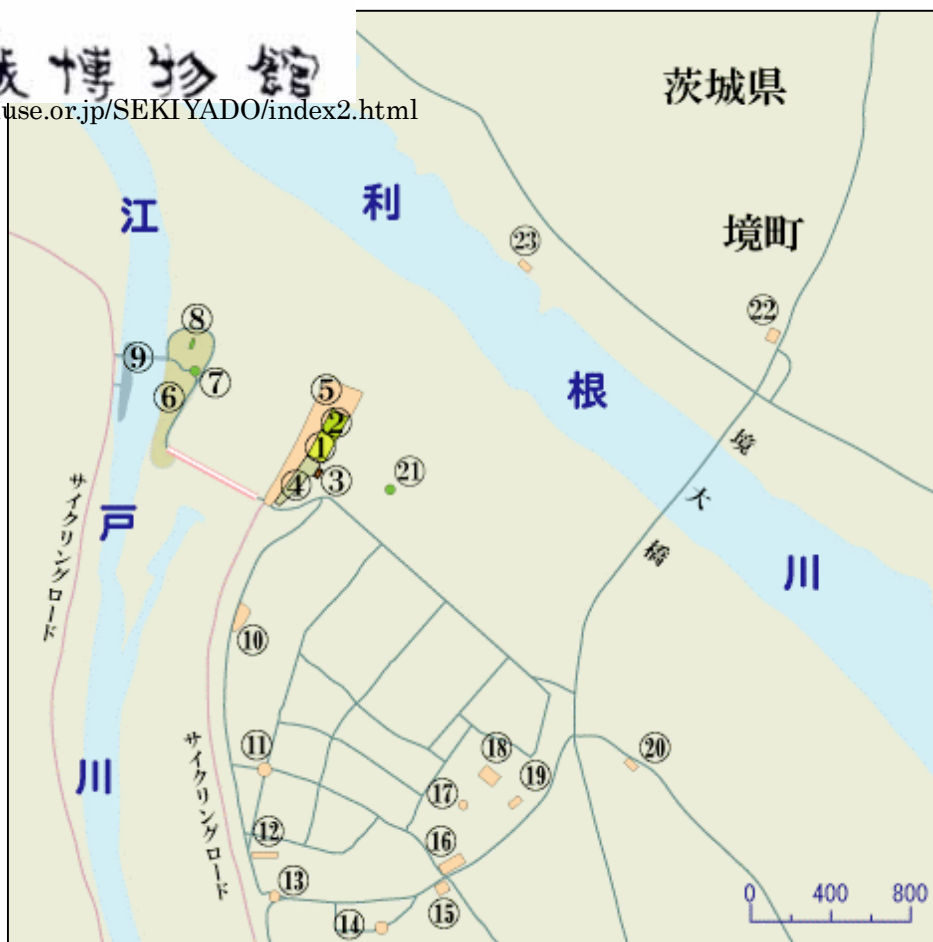 博物館
use.or.jp/SEKIYADO/index2.html
茨城県
江
利
境町
㉓
㉒
⑧
⑨
⑦
⑥
⑤
根
②
①
境
④
③
㉑
大
サイクリングロード
戸
橋
川
⑩
サイクリングロード
⑪
⑱
⑳
川
⑰
⑲
⑫
⑯
⑬
⑮
⑭
0 400 800